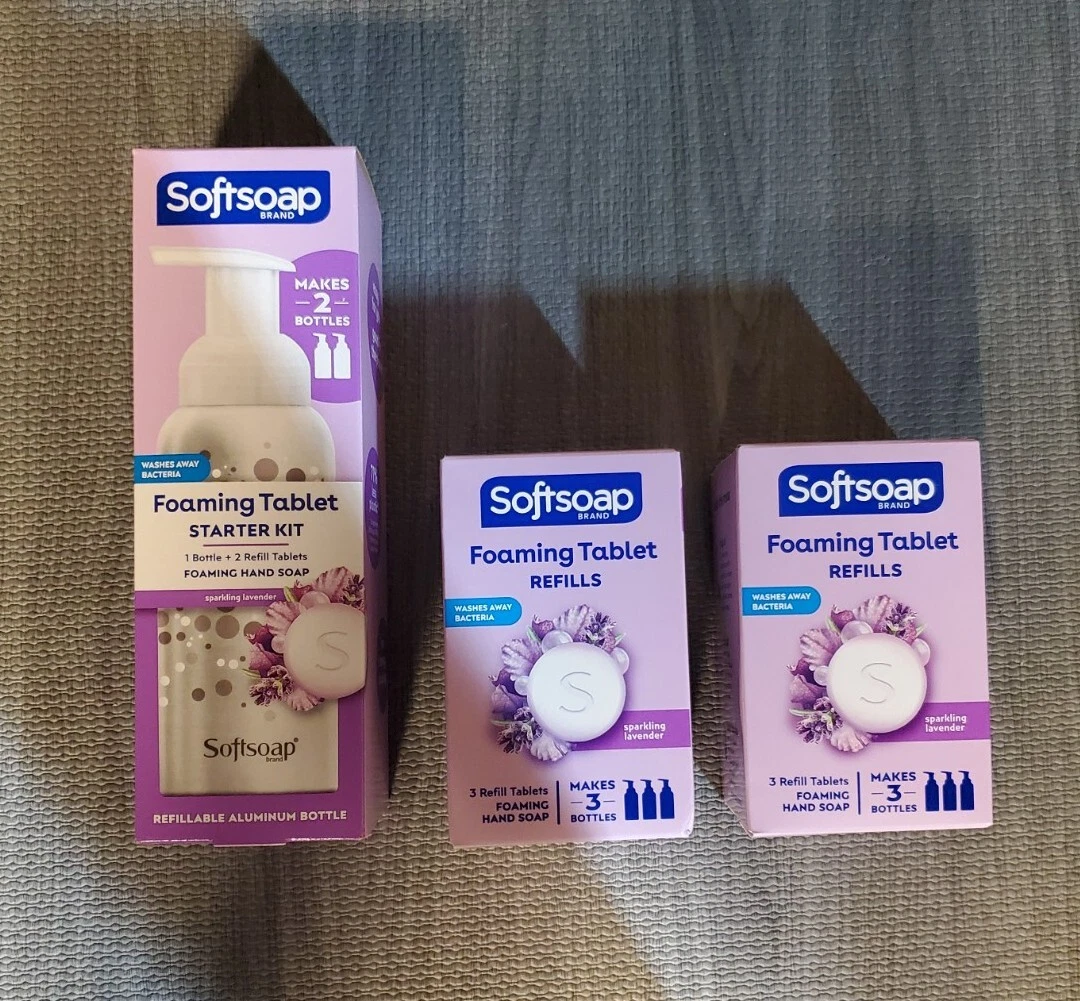 Softsoap
BRAND
MAKES
2
BOTTLES
WASHES AWAY
BACTERIA
Foaming Tablet
STARTER KIT
1 Bottle + 2 Refill Tablets
FOAMING HAND SOAP
sparkling lavender
S
Softsoap®
brand
REFILLABLE ALUMINUM BOTTLE
Softsoap
BRAND
Foaming Tablet
REFILLS
WASHES AWAY
BACTERIA
S
sparkling
lavender
3 Refill Tablets
FOAMING
HAND SOAP
MAKES
3
BOTTLES
Softsoap
BRAND
Foaming Tablet
REFILLS
WASHES AWAY
BACTERIA
S
sparkling
lavender
3 Refill Tablets
FOAMING
HAND SOAP
MAKES
3
BOTTLES